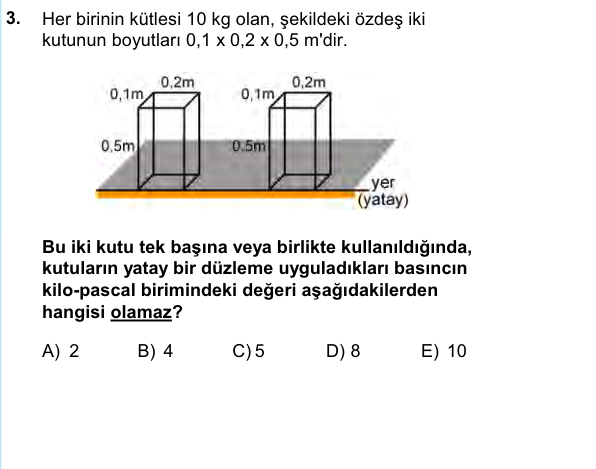 3. Her birinin kütlesi 10 kg olan, şekildeki özdeş iki
kutunun boyutları 0,1 x 0,2 x 0,5 m'dir.
0,2m 0,2m
0,1m 0,1m
0,5m 0,5m
yer
(yatay)
Bu iki kutu tek başına veya birlikte kullanıldığında,
kutuların yatay bir düzleme uyguladıkları basıncın
kilo-pascal birimindeki değeri aşağıdakilerden
hangisi olamaz?
A) 2 B) 4 C) 5 D) 8 E) 10